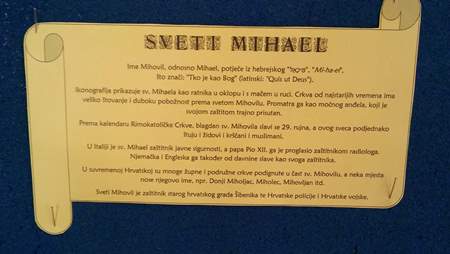 SVETI MIHAEL
Ime Mihovil, odnosno Mihael, potječe iz hebrejskog "מיכאל", "Mi-ha-el",
što znači: "Tko je kao Bog" (latinski: "Quis ut Deus").
Ikonografija prikazuje sv. Mihaela kao ratnika u oklopu i s mačem u ruci. Crkva od najstarijih vremena ima
veliko štovanje i duboku pobožnost prema svetom Mihovilu. Promatra ga kao moćnog anđela, koji je
svojom zaštitom trajno prisutan.
Prema kalendaru Rimokatoličke Crkve, blagdan sv. Mihovila slavi se 29. rujna, a ovog sveca podjednako
štuju i židovi i kršćani i muslimani.
U Italiji je sv. Mihael zaštitnik javne sigurnosti, a papa Pio XII. ga je proglasio zaštitnikom radiologa.
Njemačka i Engleska ga također od davnine slave kao svoga zaštitnika.
U suvremenoj Hrvatskoj su mnoge župne i područne crkve podignute u čast sv. Mihovilu, a neka mjesta
nose njegovo ime, npr. Donji Miholjac, Miholec, Mihovljan itd.
Sveti Mihovil je zaštitnik starog hrvatskog grada Šibenika te Hrvatske policije i Hrvatske vojske.